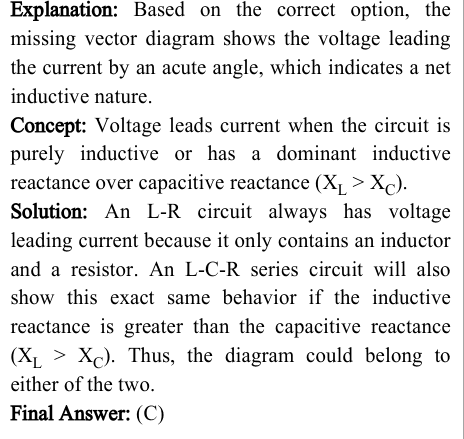 Explanation: Based on the correct option, the
missing vector diagram shows the voltage leading
the current by an acute angle, which indicates a net
inductive nature.
Concept: Voltage leads current when the circuit is
purely inductive or has a dominant inductive
reactance over capacitive reactance (X_L > X_C).
Solution: An L-R circuit always has voltage
leading current because it only contains an inductor
and a resistor. An L-C-R series circuit will also
show this exact same behavior if the inductive
reactance is greater than the capacitive reactance
(X_L > X_C). Thus, the diagram could belong to
either of the two.
Final Answer: (C)